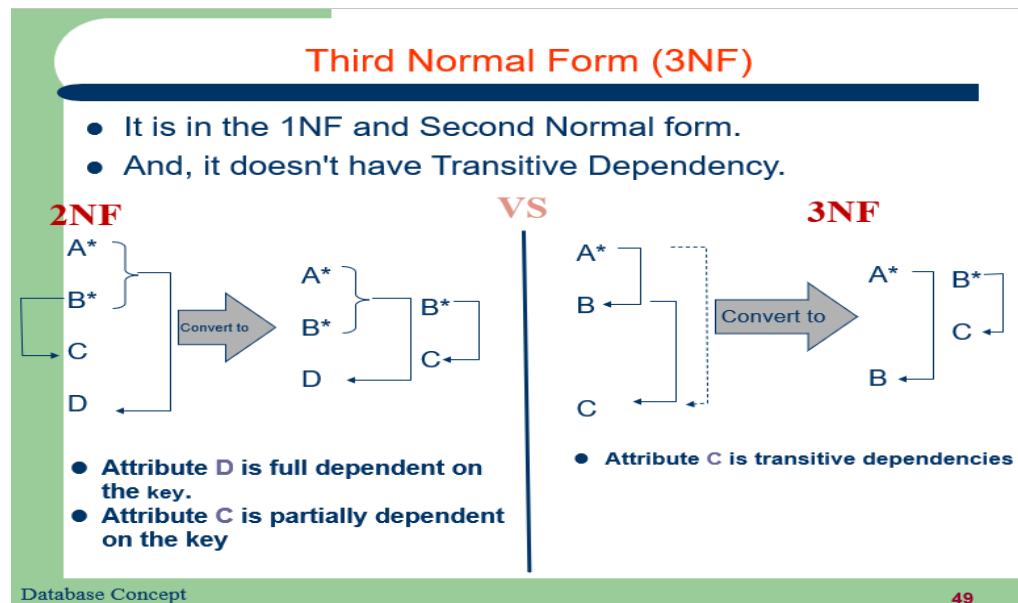 Third Normal Form (3NF)
● It is in the 1NF and Second Normal form.
● And, it doesn't have Transitive Dependency.
2NF
VS
3NF
A*
B*
C
D
Convert to
A*
B*
D
B*
C
A*
B
C
Convert to
A*
B
B*
C
● Attribute D is full dependent on
the key.
● Attribute C is partially dependent
on the key
● Attribute C is transitive dependencies
Database Concept
49